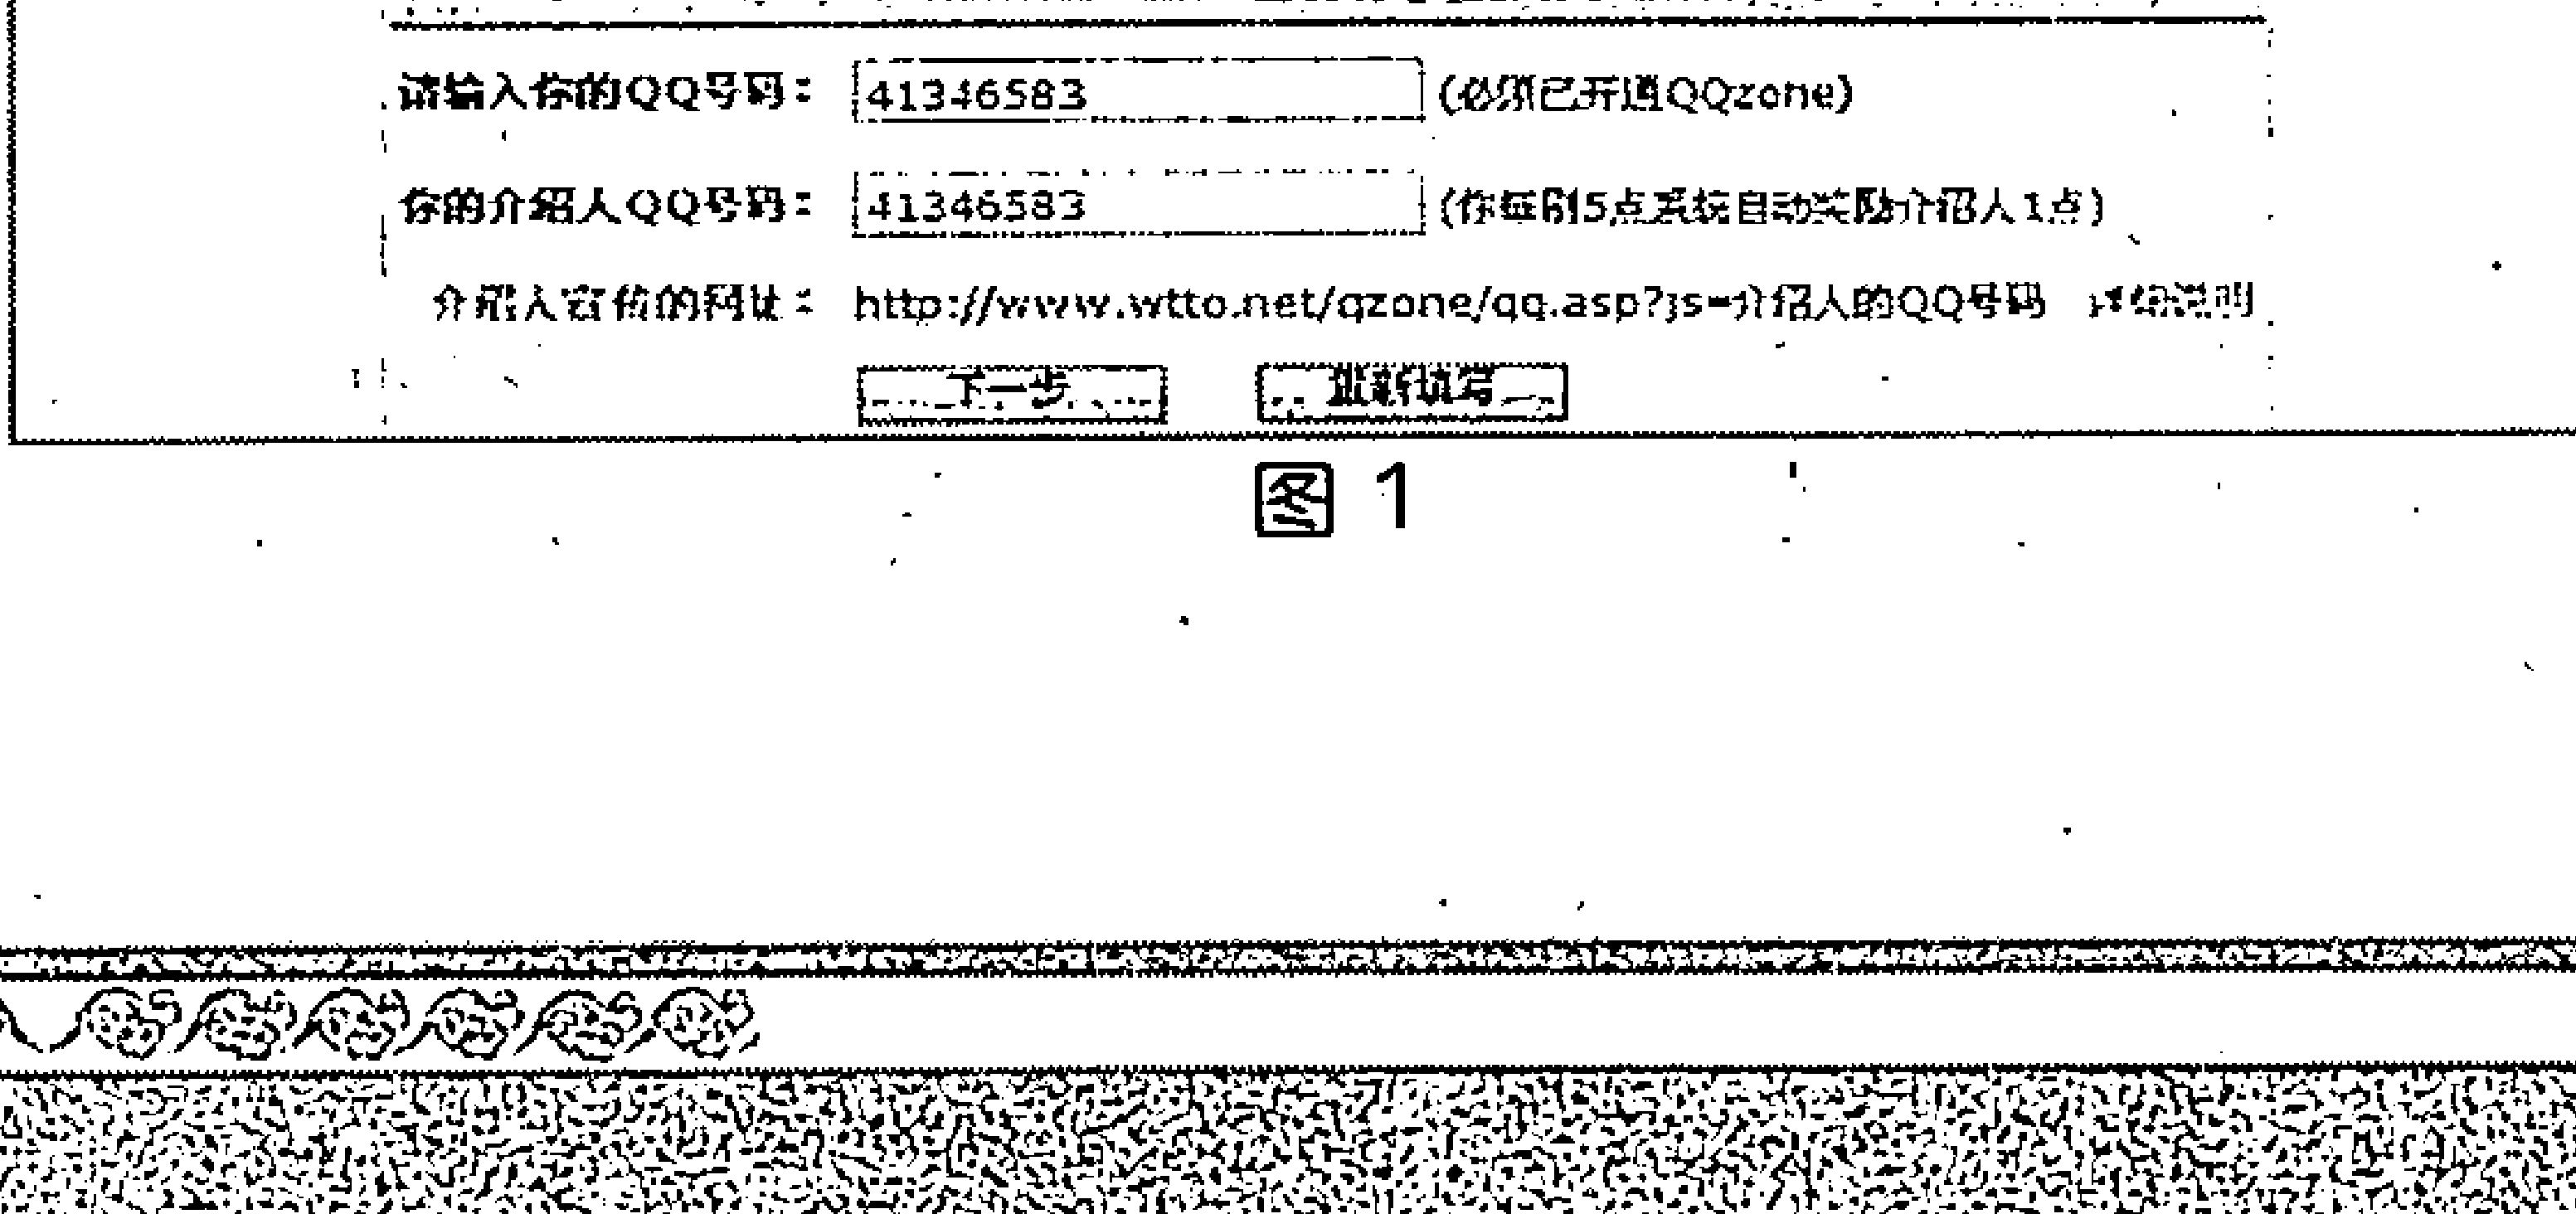 请输入你的QQ号码： 41346583 (必须已开通QQzone)
你的介绍人QQ号码： 41346583 (你每刷5点系统自动奖励介绍人1点)
介绍人宣传的网址： http://www.wtto.net/qzone/qq.asp?js=介绍人的QQ号码 详细说明
下一步 重新填写
图 1